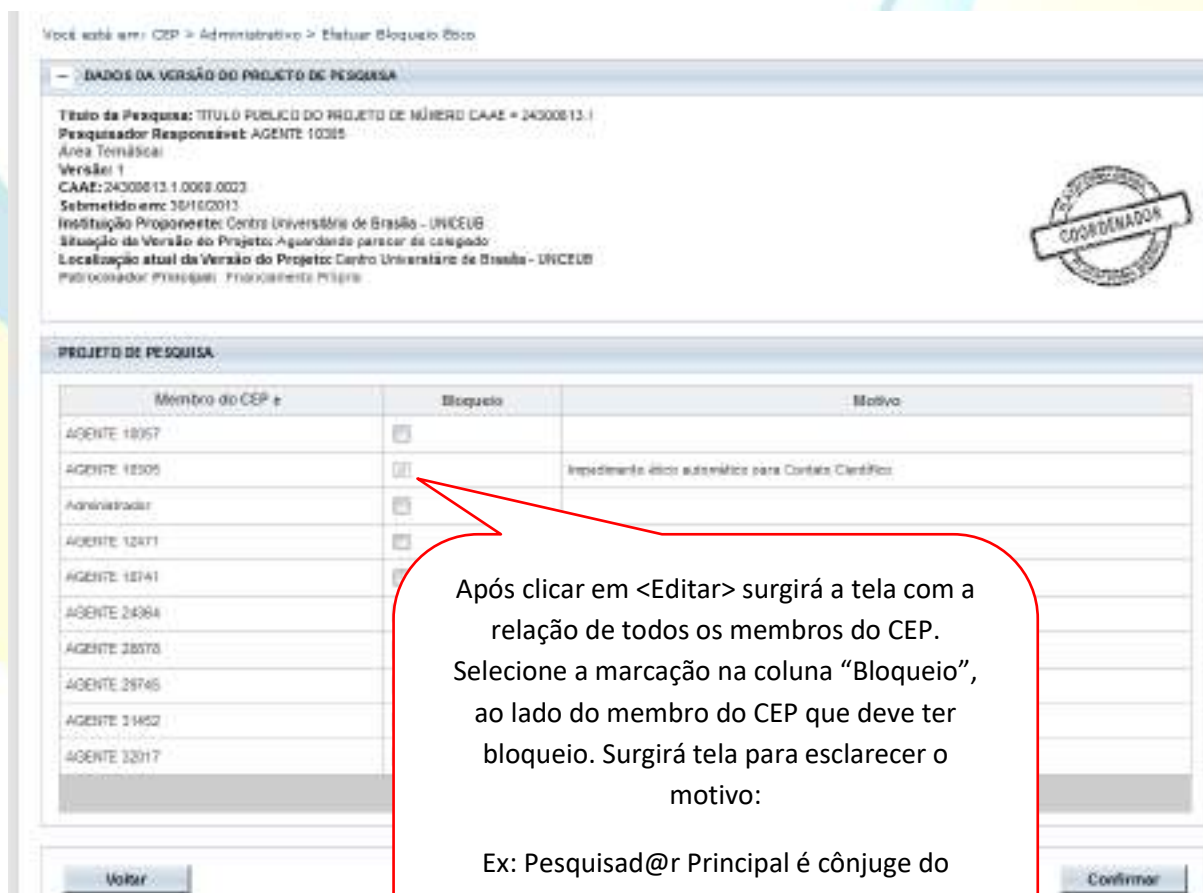 Você está em: CEP > Administrativo > Efetuar Bloqueio Ético
DADOS DA VERSÃO DO PROJETO DE PESQUISA
Título da Pesquisa: TITULO PUBLICO DO PROJETO DE NÚMERO CAAE = 24300813.1
Pesquisador Responsável: AGENTE 10305
Área Temática:
Versão: 1
CAAE: 24300813.1.0000.0023
Submetido em: 30/10/2013
Instituição Proponente: Centro Universitário de Brasília - UNICEUB
Situação da Versão do Projeto: Aguardando parecer do colegiado
Localização atual da Versão do Projeto: Centro Universitário de Brasília - UNICEUB
Patrocinador Principal: Financiamento Próprio
COORDENADOR
PROJETO DE PESQUISA
Membro do CEP Bloqueio Motivo
AGENTE 10357
AGENTE 10305 Impedimento ético automático para Contato Científico
Administrador
AGENTE 12471
AGENTE 18741
AGENTE 24364
AGENTE 28578
AGENTE 29745
AGENTE 31452
AGENTE 32017
Após clicar em <Editar> surgirá a tela com a
relação de todos os membros do CEP.
Selecione a marcação na coluna “Bloqueio”,
ao lado do membro do CEP que deve ter
bloqueio. Surgirá tela para esclarecer o
motivo:
Ex: Pesquisad@r Principal é cônjuge do
Voltar Confirmar